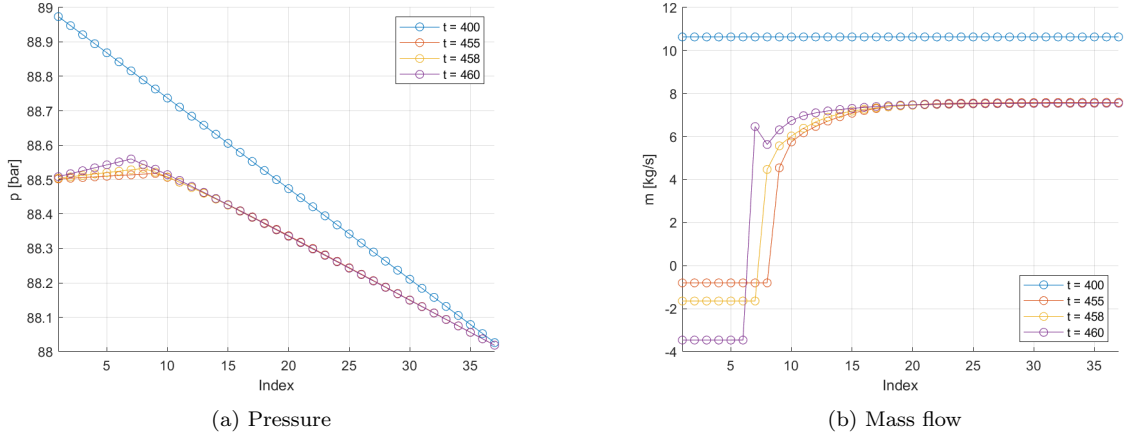 89
88.9
88.8
88.7
88.6
88.5
88.4
88.3
88.2
88.1
88
p [bar]
5 10 15 20 25 30 35
Index
t = 400
t = 455
t = 458
t = 460
(a) Pressure
12
10
8
6
4
2
0
-2
-4
m [kg/s]
5 10 15 20 25 30 35
Index
t = 400
t = 455
t = 458
t = 460
(b) Mass flow